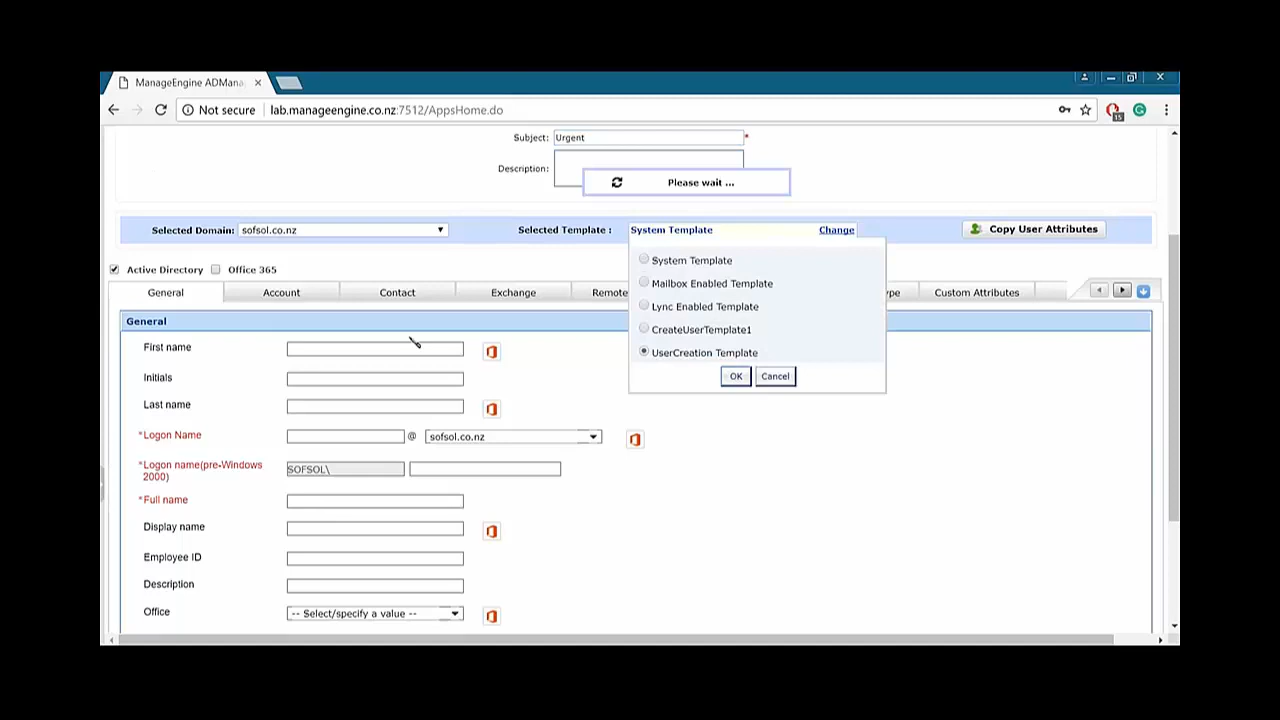 ManageEngine ADMana
Not secure lab.manageengine.co.nz:7512/AppsHome.do
15
Subject: Urgent *
Description:
Please wait ...
Selected Domain: sofsol.co.nz Selected Template : System Template Change Copy User Attributes
System Template
Mailbox Enabled Template
Lync Enabled Template
CreateUserTemplate1
UserCreation Template
OK Cancel
Active Directory Office 365
General Account Contact Exchange Remote ype Custom Attributes
General
First name
Initials
Last name
*Logon Name @ sofsol.co.nz
*Logon name(pre-Windows
2000) SOFSOL\
*Full name
Display name
Employee ID
Description
Office -- Select/specify a value --